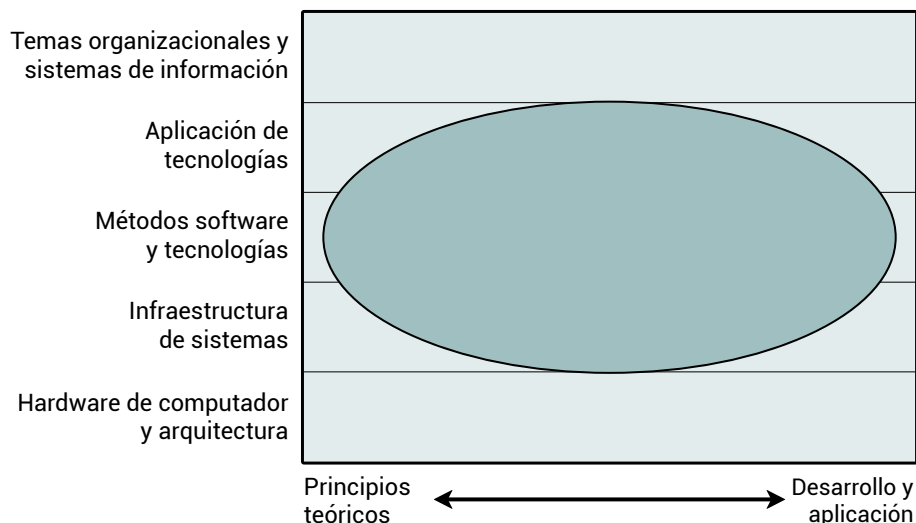 Temas organizacionales y
sistemas de información
Aplicación de
tecnologías
Métodos software
y tecnologías
Infraestructura
de sistemas
Hardware de computador
y arquitectura
Principios
teóricos
Desarrollo y
aplicación